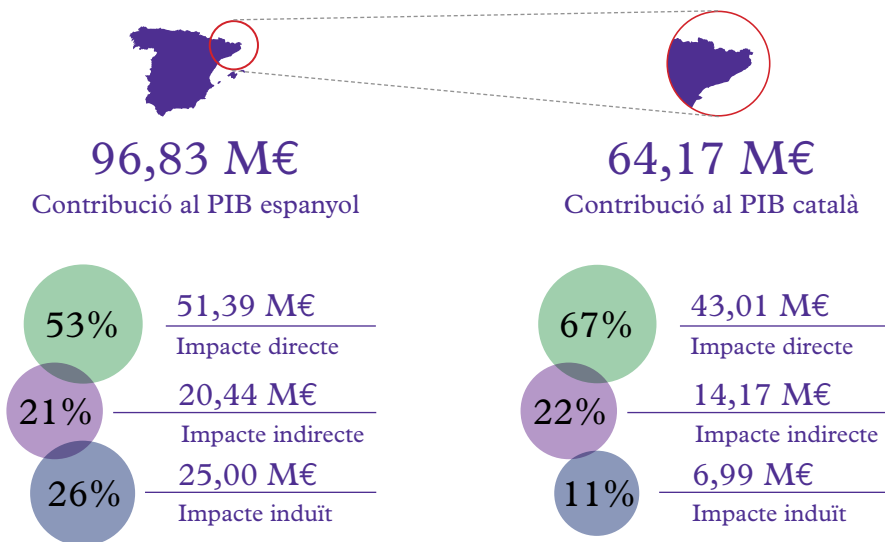 96,83 M€
Contribució al PIB espanyol
53%
51,39 M€
Impacte directe
21%
20,44 M€
Impacte indirecte
26%
25,00 M€
Impacte induït
64,17 M€
Contribució al PIB català
67%
43,01 M€
Impacte directe
22%
14,17 M€
Impacte indirecte
11%
6,99 M€
Impacte induït